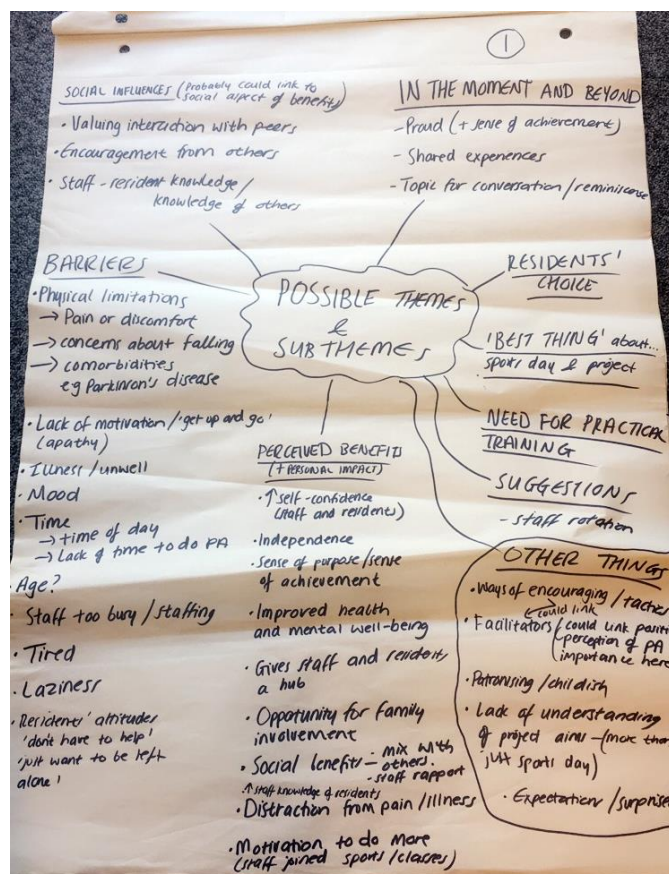 1
SOCIAL INFLUENCES (Probably could link to
social aspect of benefits)
• Valuing interaction with peers
• Encouragement from others
• Staff - resident knowledge/
knowledge of others
IN THE MOMENT AND BEYOND
- Proud (+ sense of achievement)
- Shared experiences
- Topic for conversation/reminiscense
BARRIERS
• Physical limitations
→ Pain or discomfort
→ concerns about falling
→ comorbidities
eg Parkinson's disease
• Lack of motivation/'get up and go'
(apathy)
• Illness/unwell
• Mood
• Time
→ time of day
→ Lack of time to do PA
• Age?
• Staff too busy/staffing
• Tired
• Laziness
• Residents' attitudes
'don't have to help'
'just want to be left
alone'
POSSIBLE THEMES
&
SUBTHEMES
PERCEIVED BENEFITS
(+ PERSONAL IMPACT)
• ↑ self-confidence
(staff and residents)
• Independence
• Sense of purpose/sense
of achievement
• Improved health
and mental well-being
• Gives staff and residents
a hub
• Opportunity for family
involvement
• Social benefits - mix with
others.
- staff rapport
↑ staff knowledge of residents
• Distraction from pain/illness
• Motivation to do more
(staff joined sports/classes)
RESIDENTS'
CHOICE
'BEST THING' about...
sports day & project
NEED FOR PRACTICAL
TRAINING
SUGGESTIONS
- staff rotation
OTHER THINGS
• Ways of encouraging/tactics
could link
• Facilitators (could link positi
perception of PA
importance here
• Patronising/childish
• Lack of understanding
of project aims - (more than
just sports day)
• Expectations/surprise